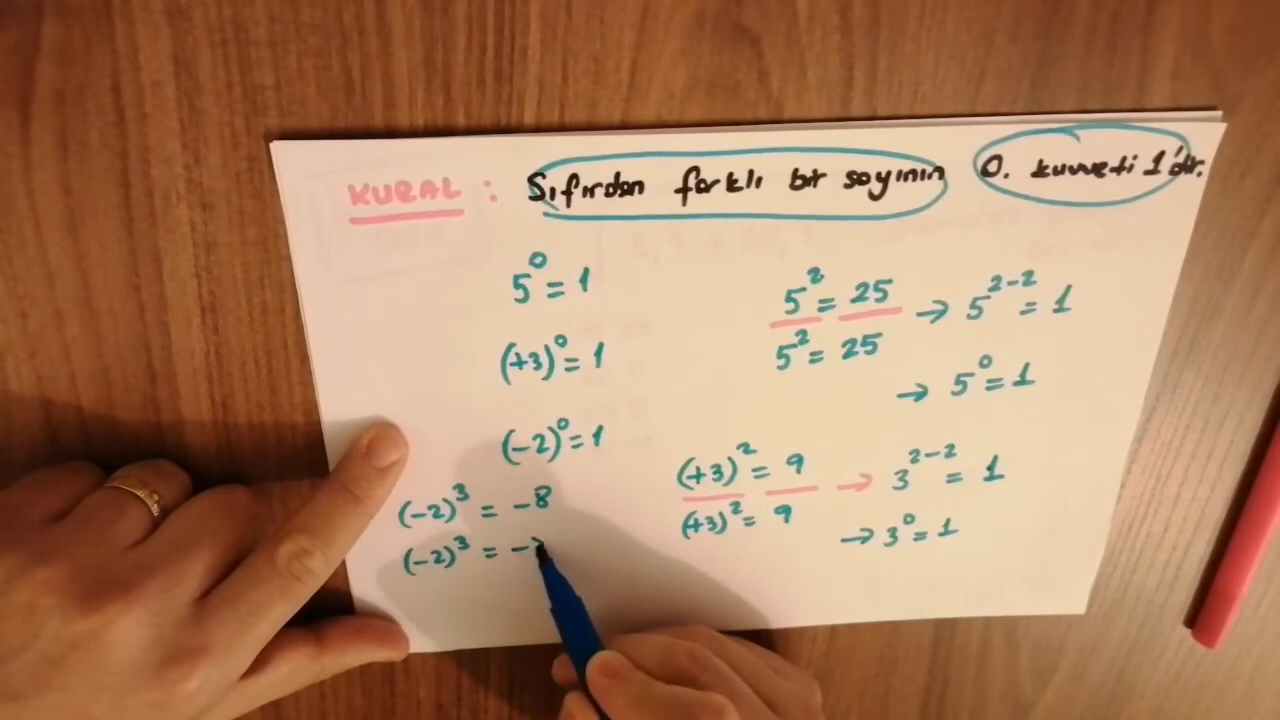 KURAL : Sıfırdan farklı bir sayının 0. kuvveti 1'dir.
5⁰ = 1
(+3)⁰ = 1
(-2)⁰ = 1
(-2)³ = -8
(-2)³ = -
5² = 25 → 5²⁻² = 1
5² = 25
→ 5⁰ = 1
(+3)² = 9 → 3²⁻² = 1
(+3)² = 9
→ 3⁰ = 1